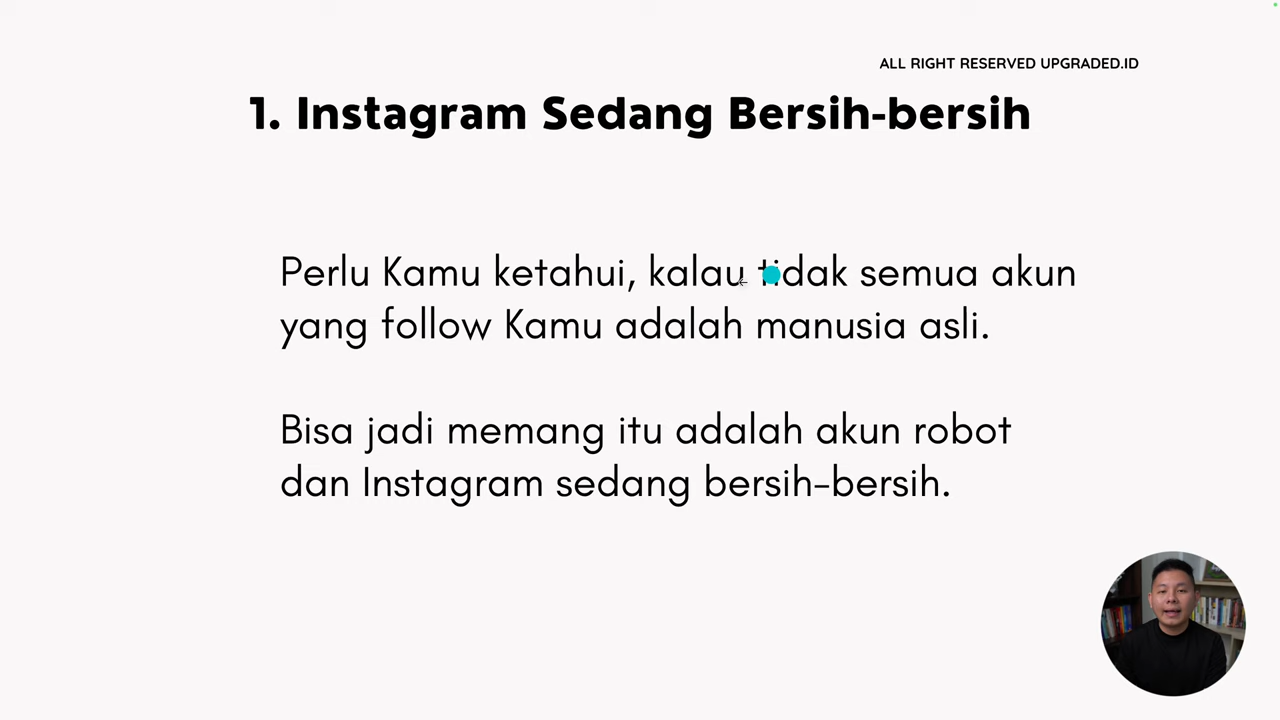 ALL RIGHT RESERVED UPGRADED.ID
1. Instagram Sedang Bersih-bersih
Perlu Kamu ketahui, kalau tidak semua akun
yang follow Kamu adalah manusia asli.
Bisa jadi memang itu adalah akun robot
dan Instagram sedang bersih-bersih.